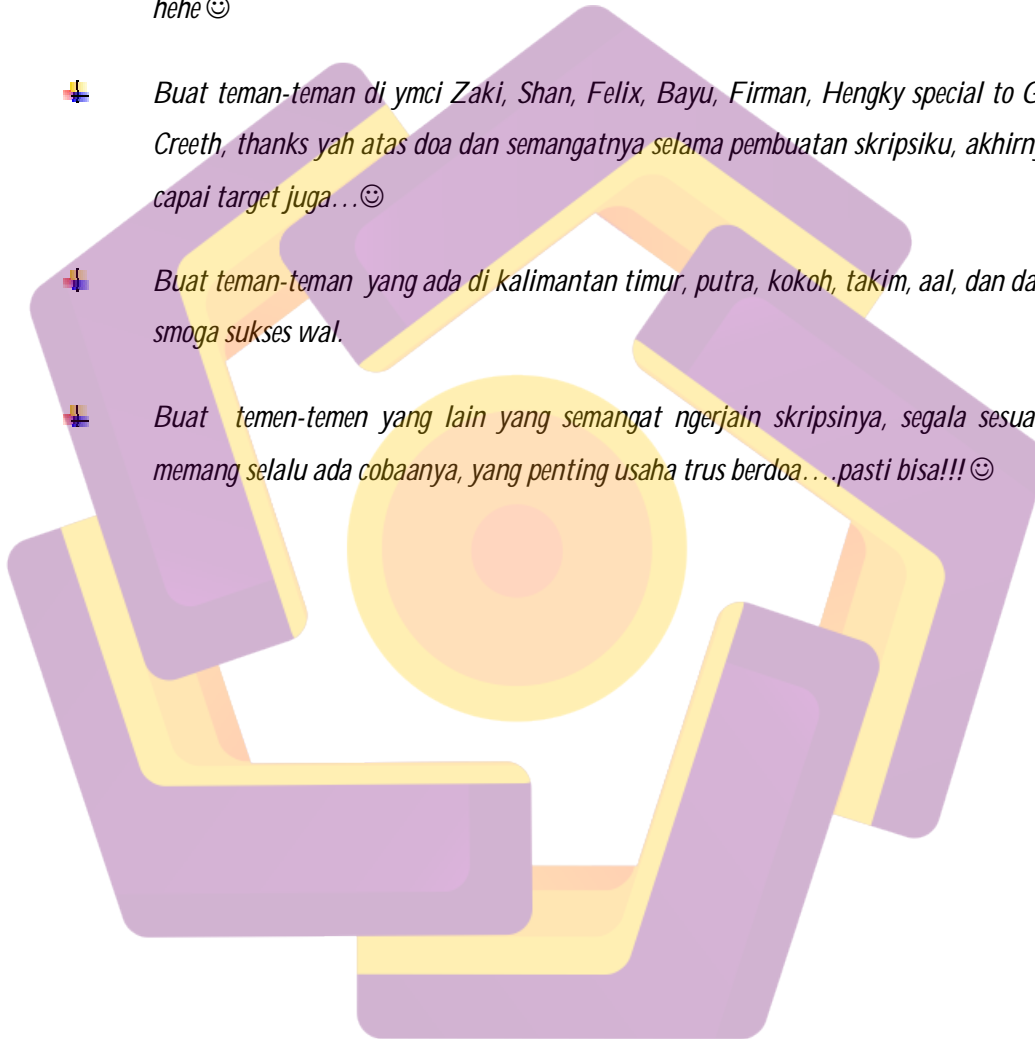 hehe ☺
Buat teman-teman di ymci Zaki, Shan, Felix, Bayu, Firman, Hengky special to
Creeth, thanks yah atas doa dan semangatnya selama pembuatan skripsiku,
capai target juga…☺
Buat teman-teman yang ada di kalimantan timur, putra, kokoh, takim, aal, dan
smoga sukses wal.
Buat temen-temen yang lain yang semangat ngerjain skripsinya, segala
memang selalu ada cobaanya, yang penting usaha trus berdoa….pasti bisa!!! ☺